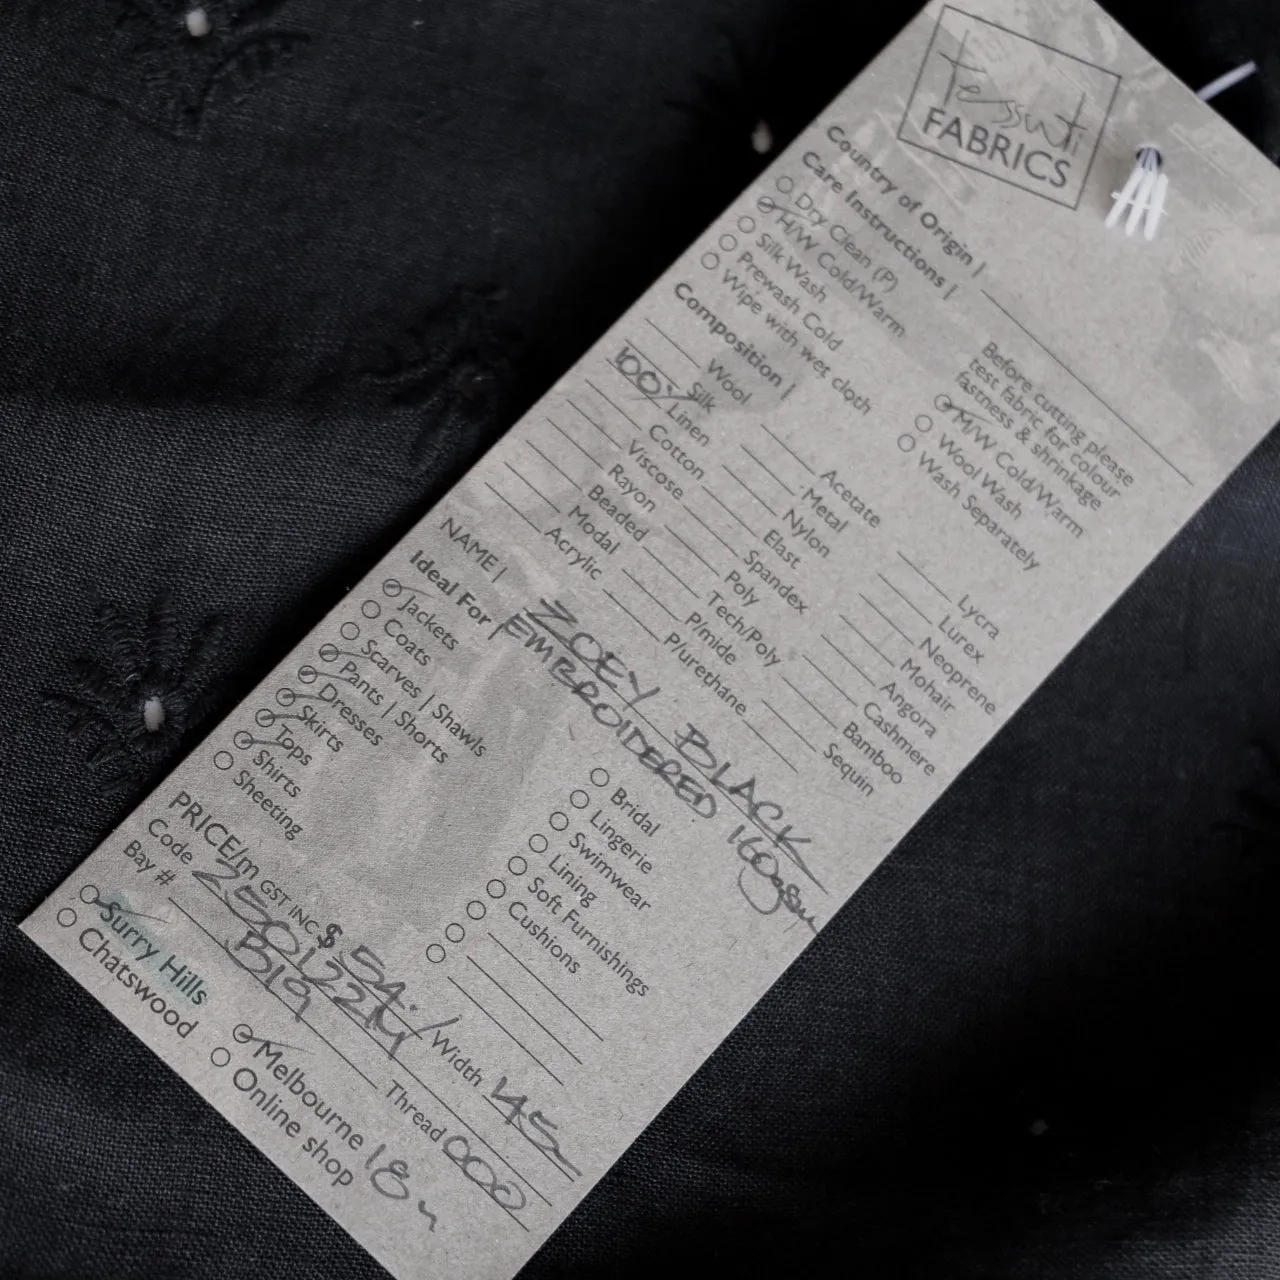 Tessuti
FABRICS
Country of Origin |
Care Instructions |
Dry Clean (P)
H/W Cold/Warm
Silk Wash
Prewash Cold
Wipe with wet cloth
Before cutting please
test fabric for colour
fastness & shrinkage
M/W Cold/Warm
Wool Wash
Wash Separately
Composition |
Wool
Silk
100% Linen
Cotton
Viscose
Rayon
Beaded
Modal
Acrylic
Acetate
Metal
Nylon
Elast
Spandex
Poly
Tech/Poly
P/mide
P/urethane
Lycra
Lurex
Neoprene
Mohair
Angora
Cashmere
Bamboo
Sequin
NAME | ZOEY BLACK
EMBROIDERED 160gsm
Ideal For |
Jackets
Coats
Scarves | Shawls
Pants | Shorts
Dresses
Skirts
Tops
Shirts
Sheeting
Bridal
Lingerie
Swimwear
Lining
Soft Furnishings
Cushions
PRICE/m GST INC. $ 54.- Width 145
Code Thread 000
Bay # B19
Surry Hills
Chatswood
Melbourne 18m
Online shop